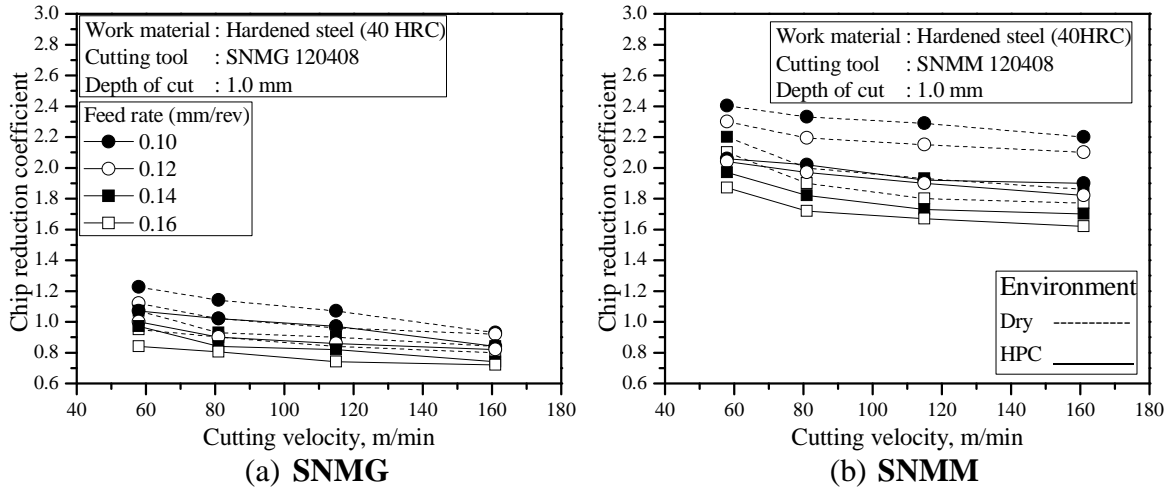 Work material : Hardened steel (40 HRC)
Cutting tool : SNMG 120408
Depth of cut : 1.0 mm
Feed rate (mm/rev)
0.10
0.12
0.14
0.16
Chip reduction coefficient
3.0
2.8
2.6
2.4
2.2
2.0
1.8
1.6
1.4
1.2
1.0
0.8
0.6
40 60 80 100 120 140 160 180
Cutting velocity, m/min
(a) SNMG
Work material : Hardened steel (40HRC)
Cutting tool : SNMM 120408
Depth of cut : 1.0 mm
Environment
Dry
HPC
Chip reduction coefficient
3.0
2.8
2.6
2.4
2.2
2.0
1.8
1.6
1.4
1.2
1.0
0.8
0.6
40 60 80 100 120 140 160 180
Cutting velocity, m/min
(b) SNMM